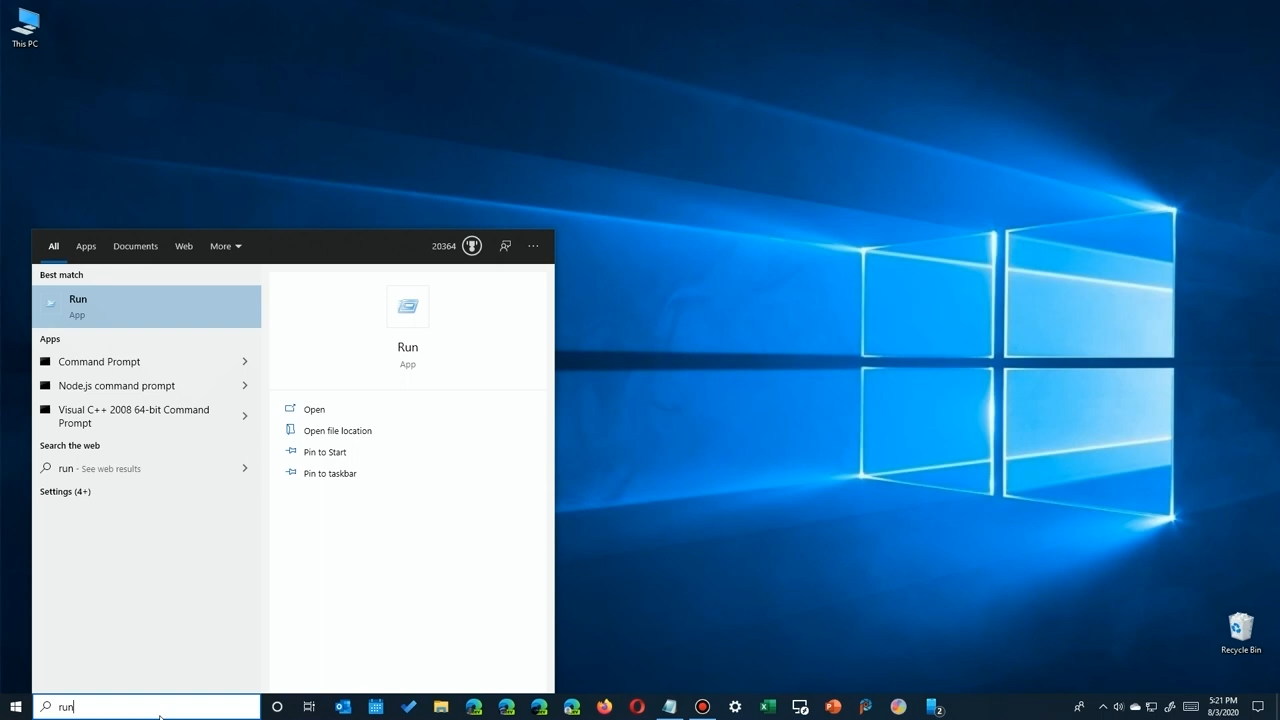 This PC
All Apps Documents Web More 20364 ...
Best match
Run
App
Apps
Command Prompt
Node.js command prompt
Visual C++ 2008 64-bit Command
Prompt
Search the web
run - See web results
Settings (4+)
Run
App
Open
Open file location
Pin to Start
Pin to taskbar
Recycle Bin
run
2
5:21 PM
8/3/2020